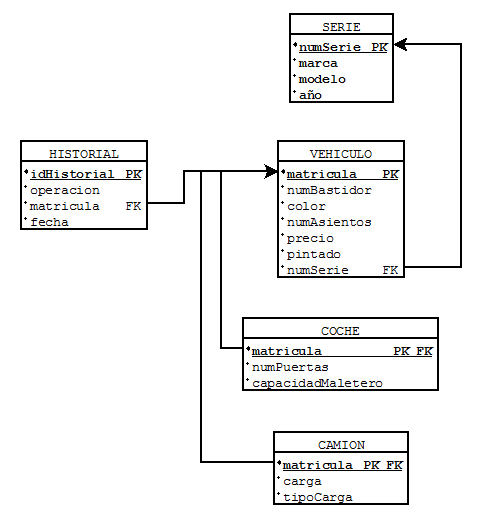 SERIE
numSerie PK
marca
modelo
año
HISTORIAL
idHistorial PK
operacion
matricula FK
fecha
VEHICULO
matricula PK
numBastidor
color
numAsientos
precio
pintado
numSerie FK
COCHE
matricula PK FK
numPuertas
capacidadMaletero
CAMION
matricula PK FK
carga
tipoCarga